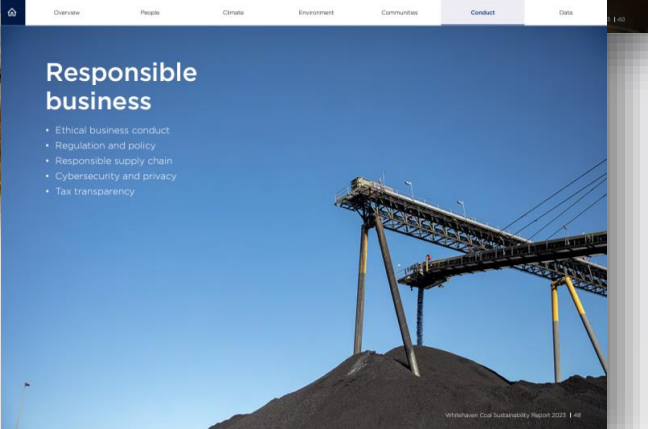 Overview
People
Climate
Environment
Communities
Conduct
Data
40
Responsible
business
• Ethical business conduct
• Regulation and policy
• Responsible supply chain
• Cybersecurity and privacy
• Tax transparency
Whitehaven Coal Sustainability Report 2023 | 48